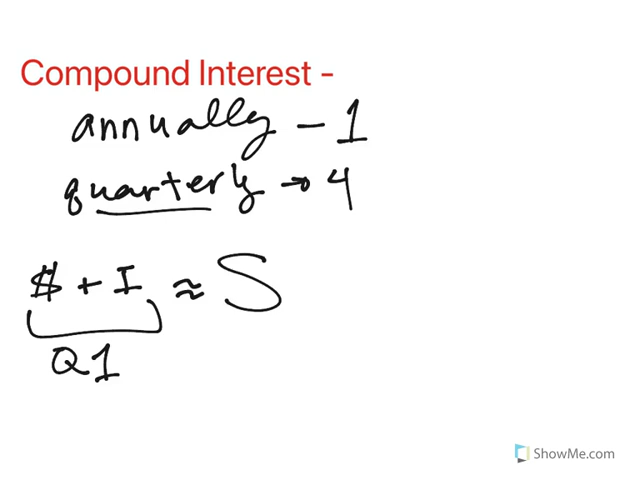 Compound Interest -
annually - 1
quarterly → 4
$ + I ≈ S
Q1
ShowMe.com